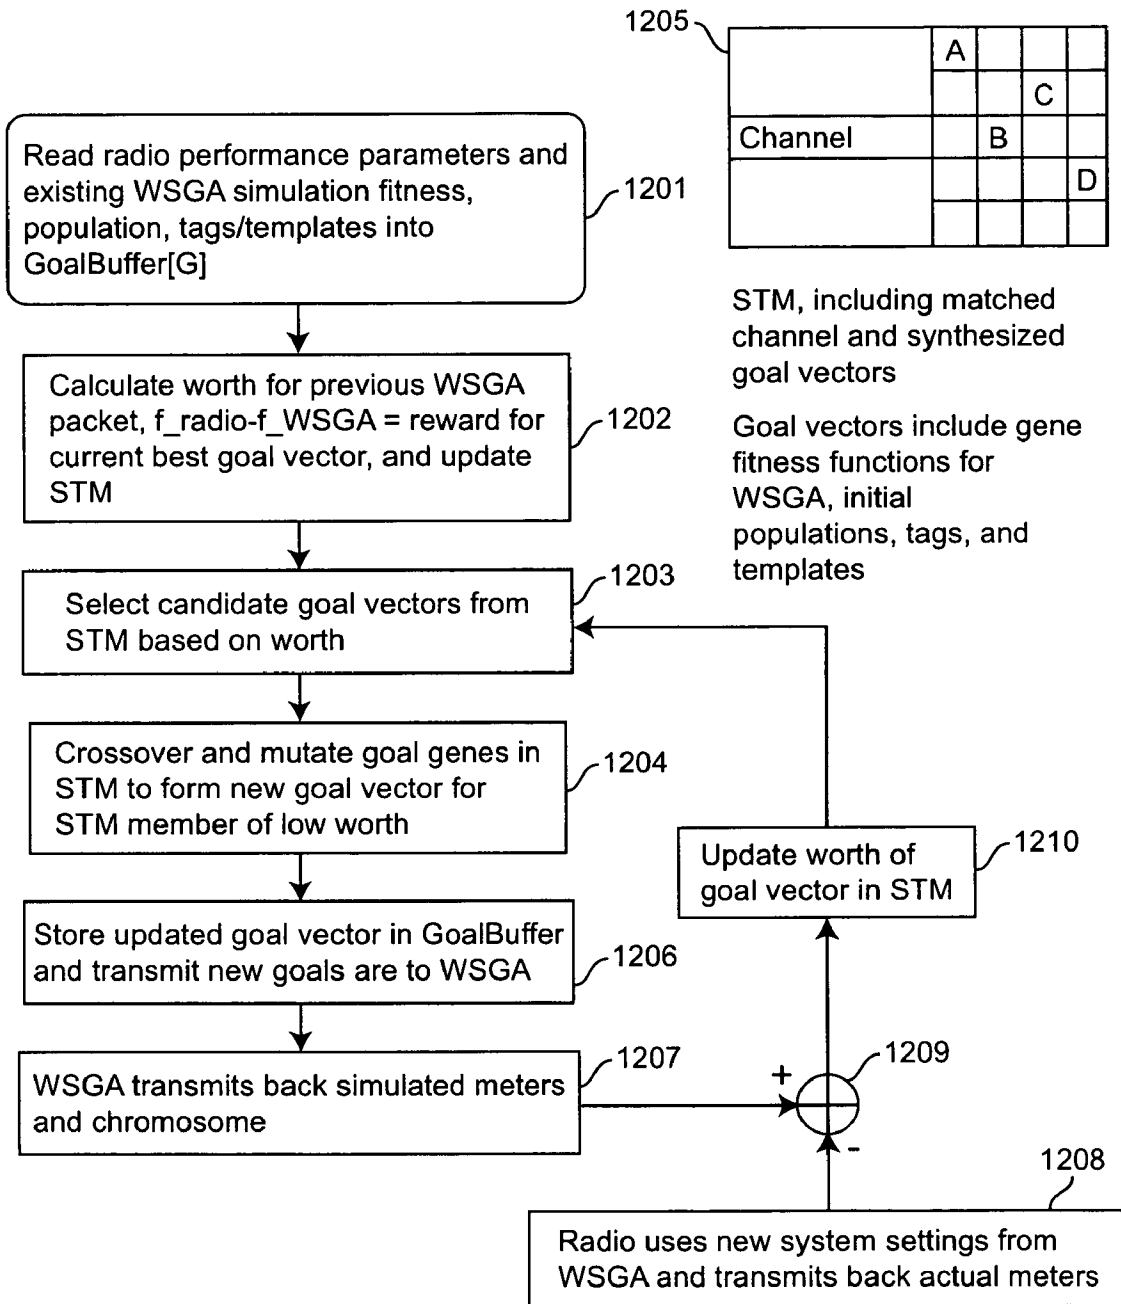 1205
A
C
Channel
B
D
Read radio performance parameters and
existing WSGA simulation fitness,
population, tags/templates into
GoalBuffer[G]
1201
STM, including matched
channel and synthesized
goal vectors
Goal vectors include gene
fitness functions for
WSGA, initial
populations, tags, and
templates
Calculate worth for previous WSGA
packet, f_radio-f_WSGA = reward for
current best goal vector, and update
STM
1202
Select candidate goal vectors from
STM based on worth
1203
Crossover and mutate goal genes in
STM to form new goal vector for
STM member of low worth
1204
Store updated goal vector in GoalBuffer
and transmit new goals are to WSGA
1206
WSGA transmits back simulated meters
and chromosome
1207
Update worth of
goal vector in STM
1210
+
1209
-
1208
Radio uses new system settings from
WSGA and transmits back actual meters